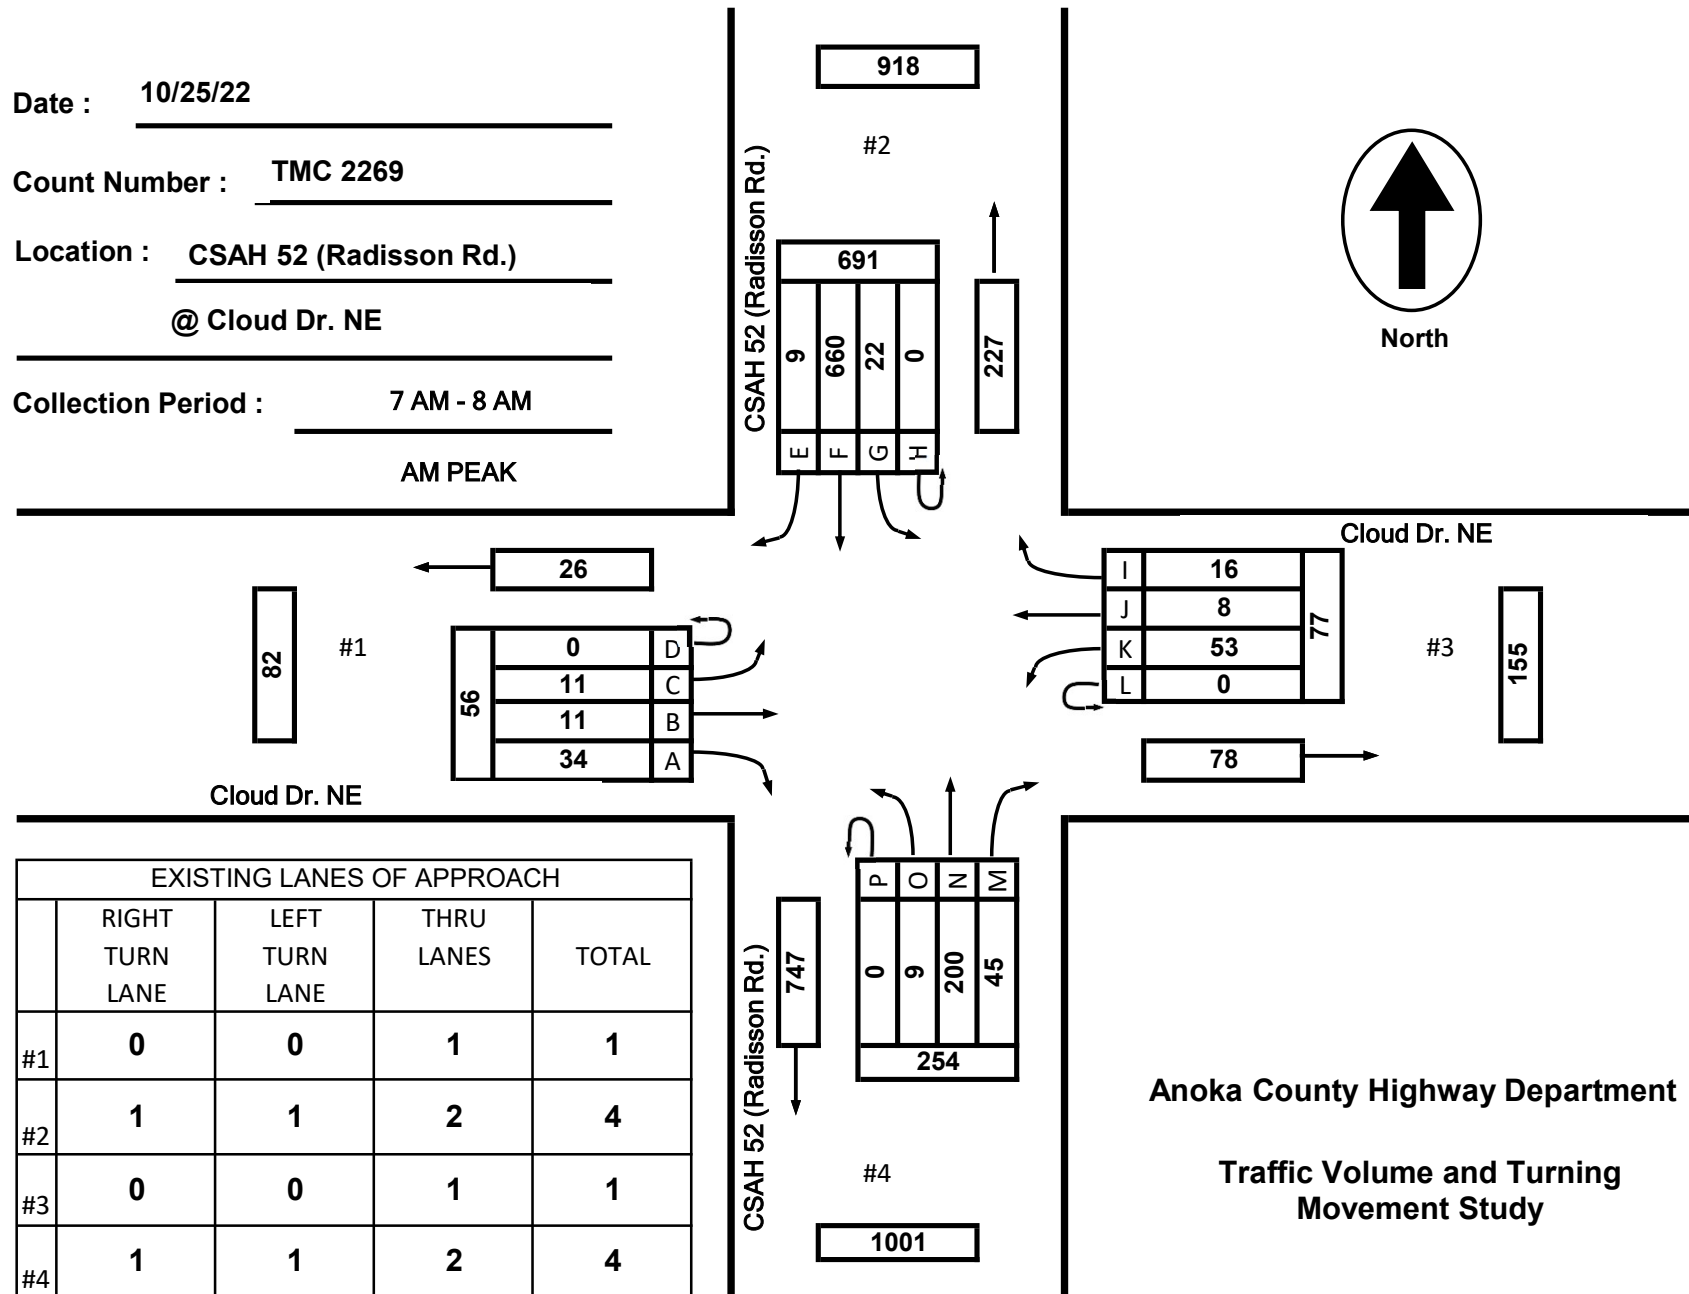 Date : 10/25/22
Count Number : TMC 2269
Location : CSAH 52 (Radisson Rd.)
@ Cloud Dr. NE
Collection Period : 7 AM - 8 AM
AM PEAK
918
#2
CSAH 52 (Radisson Rd.)
691
9 660 22 0
E F G H
227
North
Cloud Dr. NE
I 16
J 8
K 53
L 0
77
#3
155
78
26
82
#1
56
0 D
11 C
11 B
34 A
Cloud Dr. NE
P O N M
0 9 200 45
254
747
CSAH 52 (Radisson Rd.)
#4
1001
EXISTING LANES OF APPROACH
RIGHT TURN LANE LEFT TURN LANE THRU LANES TOTAL
#1 0 0 1 1
#2 1 1 2 4
#3 0 0 1 1
#4 1 1 2 4
Anoka County Highway Department
Traffic Volume and Turning
Movement Study